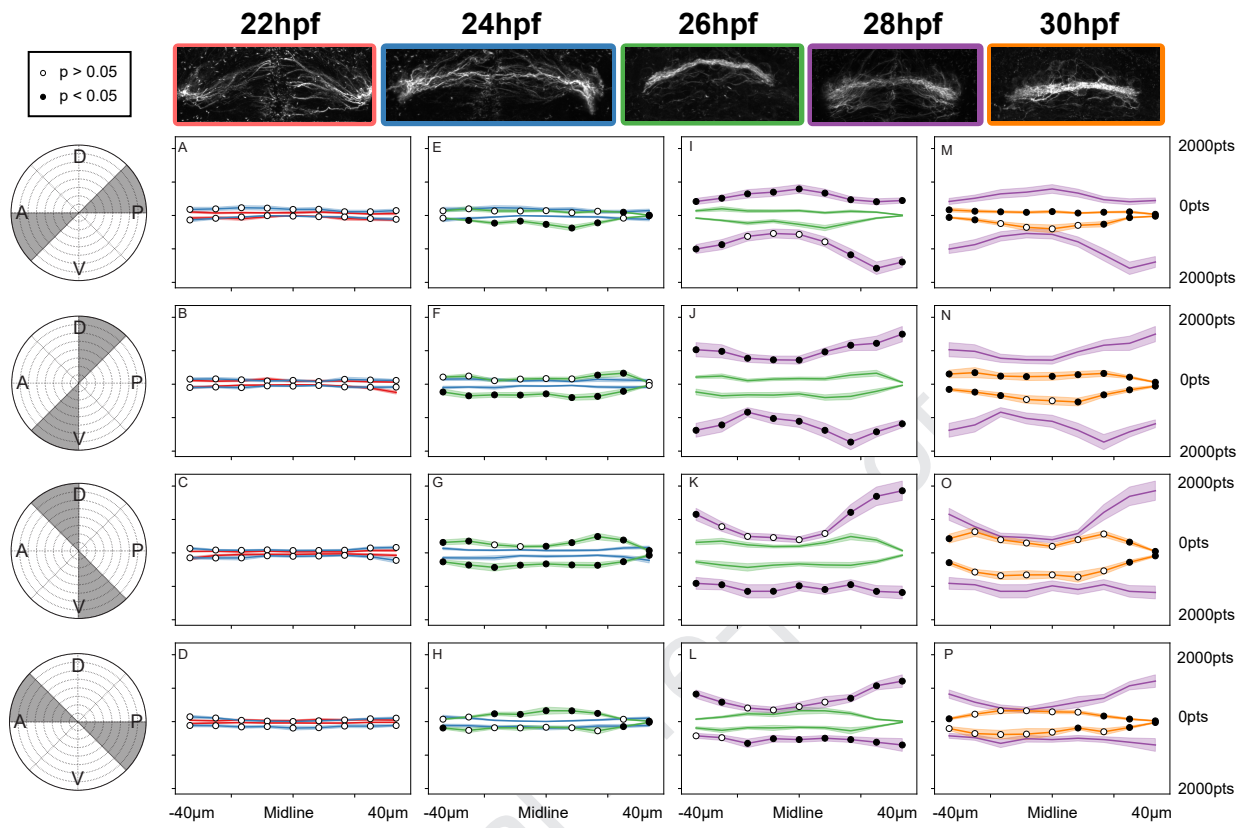 22hpf 24hpf 26hpf 28hpf 30hpf
p > 0.05
p < 0.05
D
A P
V
A E I M
2000pts
0pts
2000pts
D
A P
V
B F J N
2000pts
0pts
2000pts
D
A P
V
C G K O
2000pts
0pts
2000pts
D
A P
V
D H L P
2000pts
0pts
2000pts
-40µm Midline 40µm -40µm Midline 40µm -40µm Midline 40µm -40µm Midline 40µm